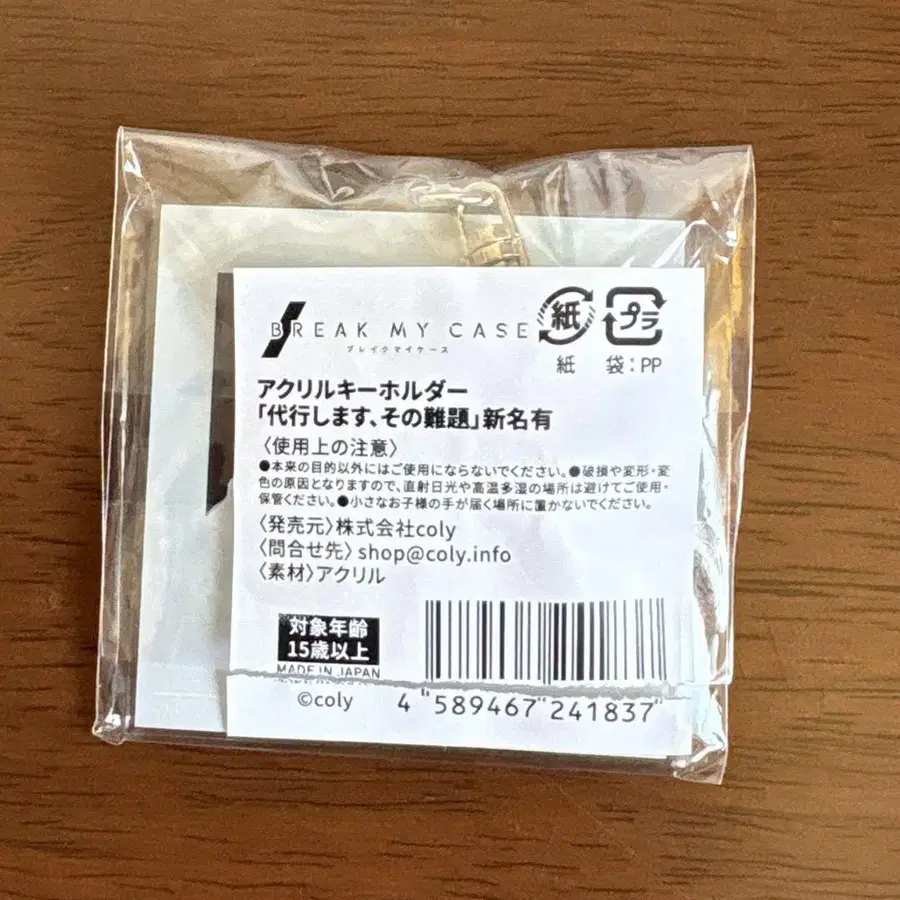 BREAK MY CASE
ブレイクマイケース
紙
プラ
紙 袋:PP
アクリルキーホルダー
「代行します、その難題」新名有
〈使用上の注意〉
●本来の目的以外にはご使用にならないでください。●破損や変形・変
色の原因となりますので、直射日光や高温多湿の場所は避けてご使用・
保管ください。●小さなお子様の手が届く場所に置かないでください。
〈発売元〉株式会社coly
〈問合せ先〉shop@coly.info
〈素材〉アクリル
対象年齢
15歳以上
MADE IN JAPAN
©coly
4 589467 241837